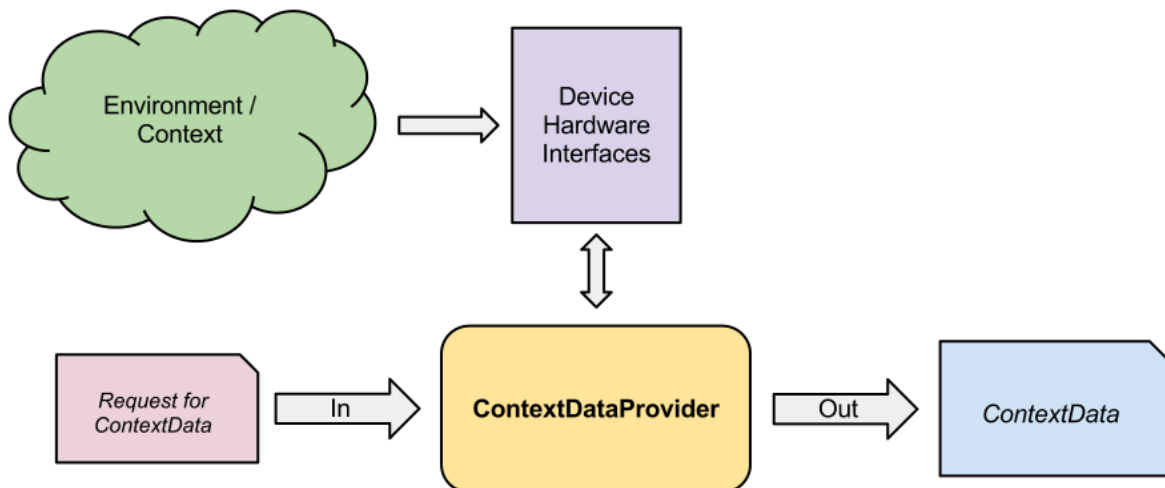 Environment /
Context
Device
Hardware
Interfaces
Request for
ContextData
In
ContextDataProvider
Out
ContextData